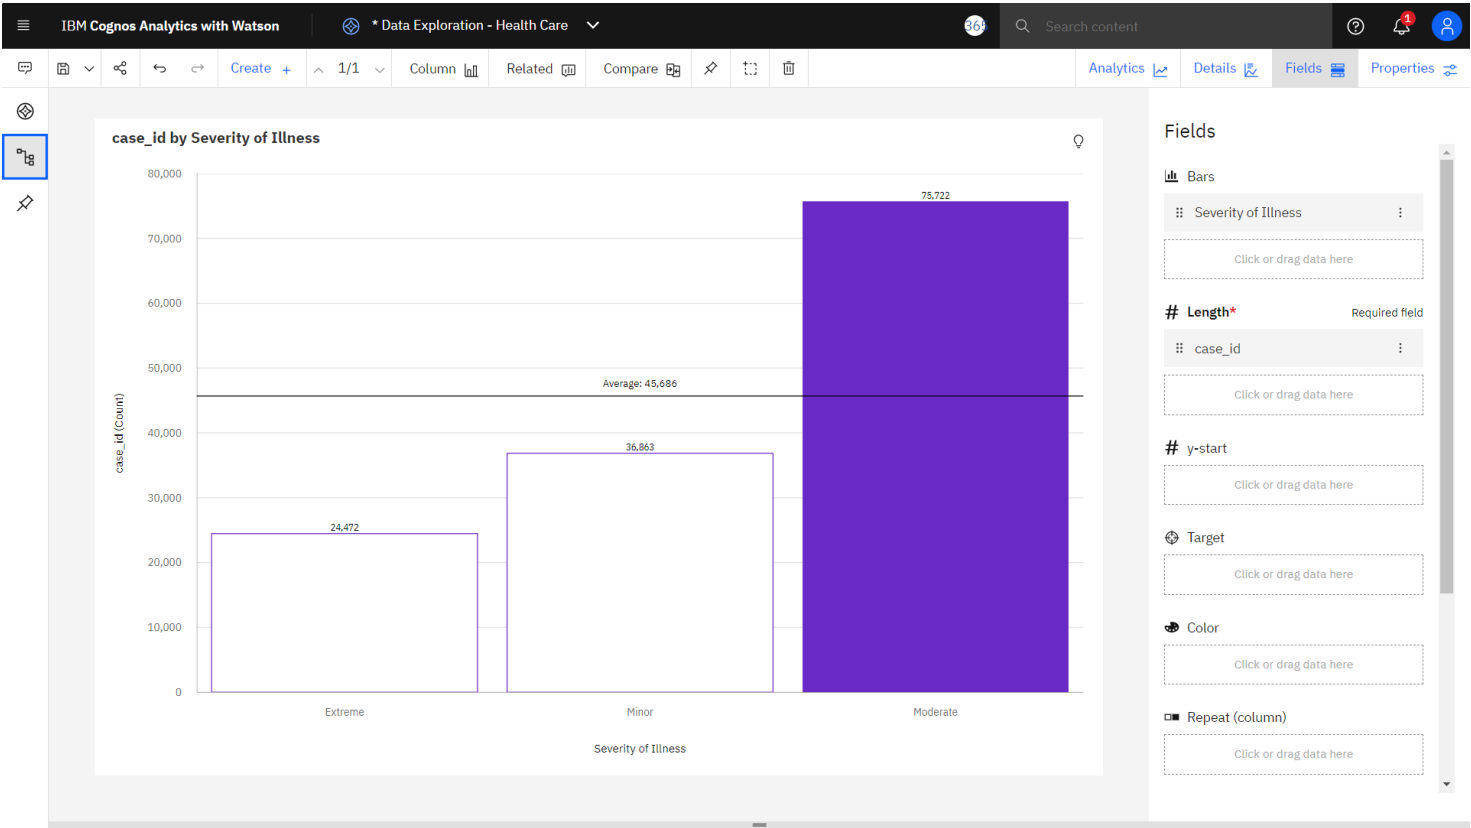 IBM Cognos Analytics with Watson
* Data Exploration - Health Care
365
Search content
1
Create +
1/1
Column
Related
Compare
Analytics
Details
Fields
Properties
case_id by Severity of Illness
80,000
70,000
60,000
50,000
40,000
30,000
20,000
10,000
0
case_id (Count)
75,722
Average: 45,686
36,863
24,472
Extreme
Minor
Moderate
Severity of Illness
Fields
Bars
Severity of Illness
Click or drag data here
# Length*
Required field
case_id
Click or drag data here
# y-start
Click or drag data here
Target
Click or drag data here
Color
Click or drag data here
Repeat (column)
Click or drag data here